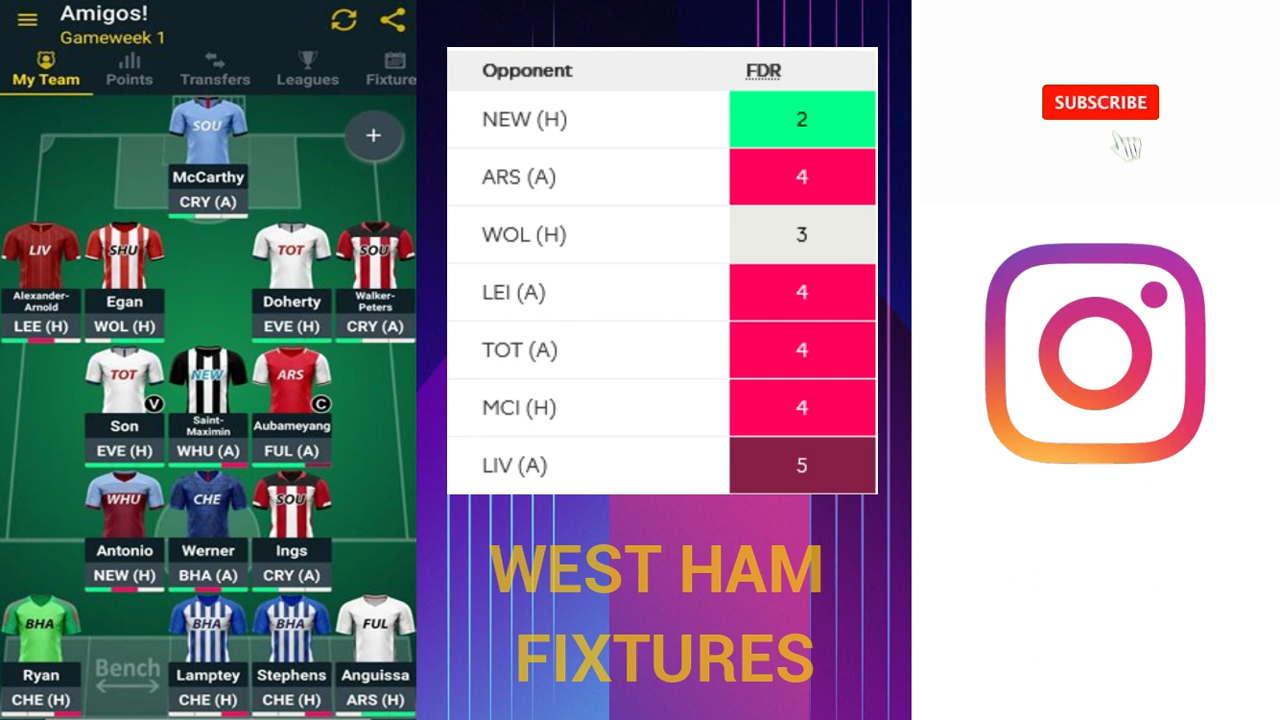 Amigos!
Gameweek 1
My Team Points Transfers Leagues Fixture
SOU
+
McCarthy
CRY (A)
LIV SHU TOT SOU
Alexander-
Arnold
Egan Doherty
Walker-
Peters
LEE (H) WOL (H) EVE (H) CRY (A)
TOT NEW ARS
V C
Son
Saint-
Maximin
Aubameyang
EVE (H) WHU (A) FUL (A)
WHU CHE SOU
Antonio Werner Ings
NEW (H) BHA (A) CRY (A)
BHA BHA BHA FUL
Bench
Ryan Lamptey Stephens Anguissa
CHE (H) CHE (H) CHE (H) ARS (H)
Opponent FDR
NEW (H) 2
ARS (A) 4
WOL (H) 3
LEI (A) 4
TOT (A) 4
MCI (H) 4
LIV (A) 5
WEST HAM
FIXTURES
SUBSCRIBE